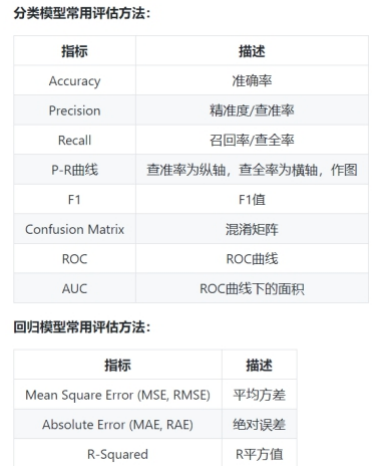 分类模型常用评估方法：
指标 描述
Accuracy 准确率
Precision 精准度/查准率
Recall 召回率/查全率
P-R曲线 查准率为纵轴，查全率为横轴，作图
F1 F1值
Confusion Matrix 混淆矩阵
ROC ROC曲线
AUC ROC曲线下的面积
回归模型常用评估方法：
指标 描述
Mean Square Error (MSE, RMSE) 平均方差
Absolute Error (MAE, RAE) 绝对误差
R-Squared R平方值